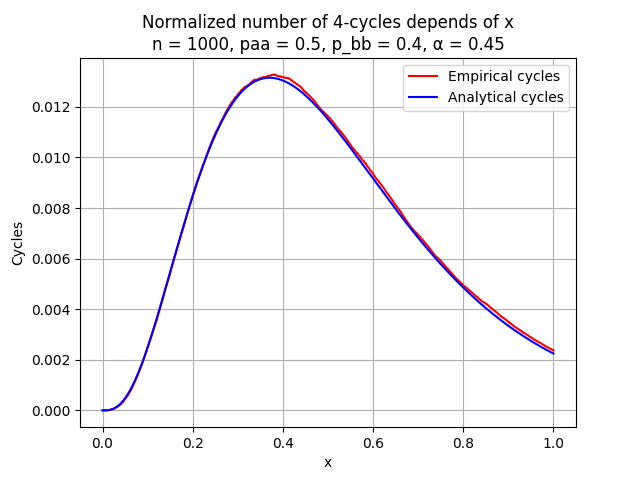 Normalized number of 4-cycles depends of x
n = 1000, paa = 0.5, p_bb = 0.4, α = 0.45
Empirical cycles
Analytical cycles
0.012
0.010
0.008
0.006
0.004
0.002
0.000
Cycles
0.0 0.2 0.4 0.6 0.8 1.0
x